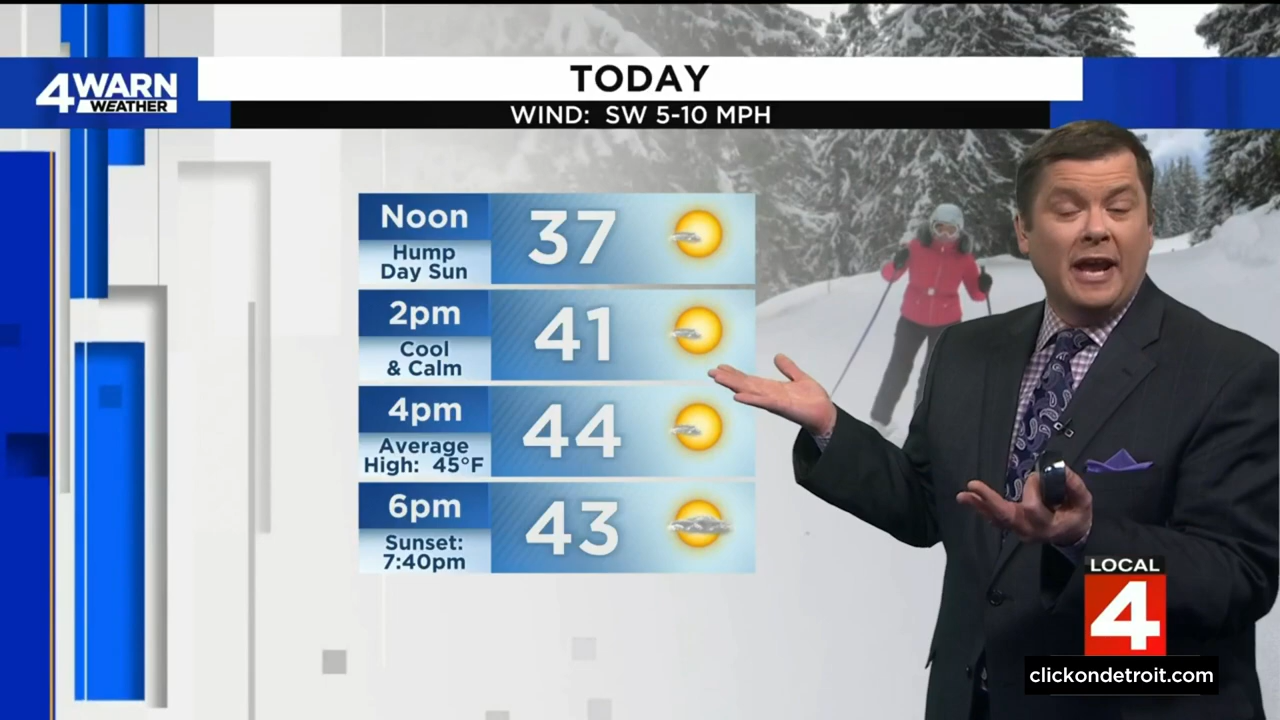 4WARN
WEATHER
TODAY
WIND: SW 5-10 MPH
Noon
Hump
Day Sun
37
2pm
Cool
& Calm
41
4pm
Average
High: 45°F
44
6pm
Sunset:
7:40pm
43
LOCAL
4
clickondetroit.com